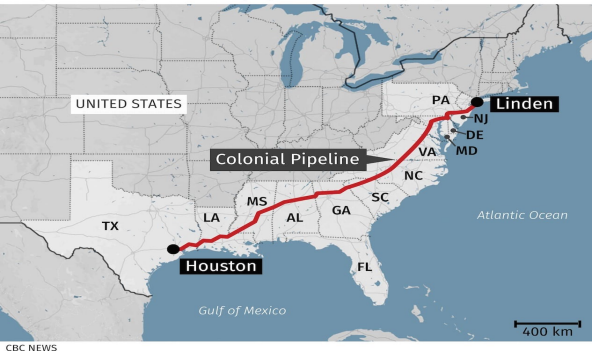 UNITED STATES
PA
Linden
NJ
DE
MD
Colonial Pipeline
VA
NC
SC
MS
LA
AL
GA
TX
Atlantic Ocean
Houston
FL
Gulf of Mexico
400 km
CBC NEWS